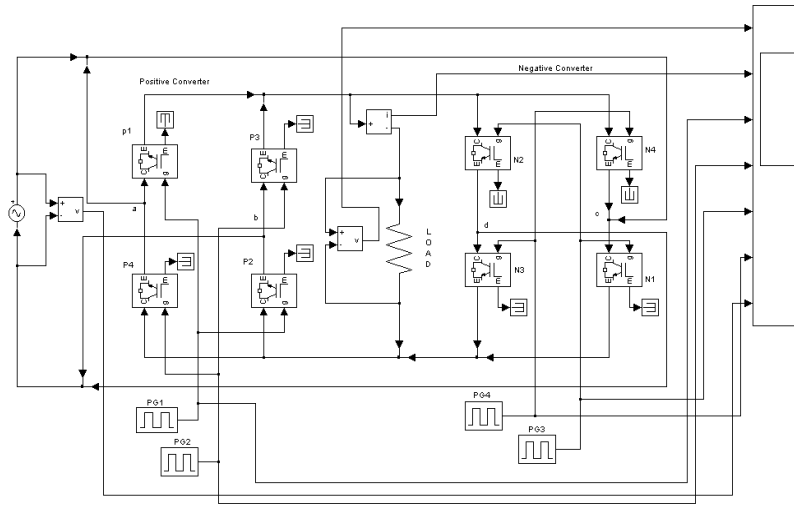 Positive Converter
Negative Converter
p1
P3
N2
N4
a
b
d
c
P4
P2
N3
N1
LOAD
PG1
PG2
PG4
PG3
+
+
-
v
+
-
i
+
-
v
E
m
C
g
E
m
C
g
E
m
C
g
E
m
C
g
C
g
E
m
C
g
E
m
C
g
E
m
C
g
E
m